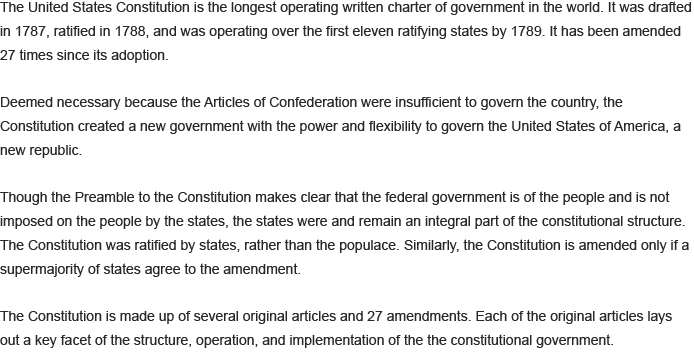 The United States Constitution is the longest operating written charter of government in the world. It was drafted
in 1787, ratified in 1788, and was operating over the first eleven ratifying states by 1789. It has been amended
27 times since its adoption.
Deemed necessary because the Articles of Confederation were insufficient to govern the country, the
Constitution created a new government with the power and flexibility to govern the United States of America, a
new republic.
Though the Preamble to the Constitution makes clear that the federal government is of the people and is not
imposed on the people by the states, the states were and remain an integral part of the constitutional structure.
The Constitution was ratified by states, rather than the populace. Similarly, the Constitution is amended only if a
supermajority of states agree to the amendment.
The Constitution is made up of several original articles and 27 amendments. Each of the original articles lays
out a key facet of the structure, operation, and implementation of the the constitutional government.